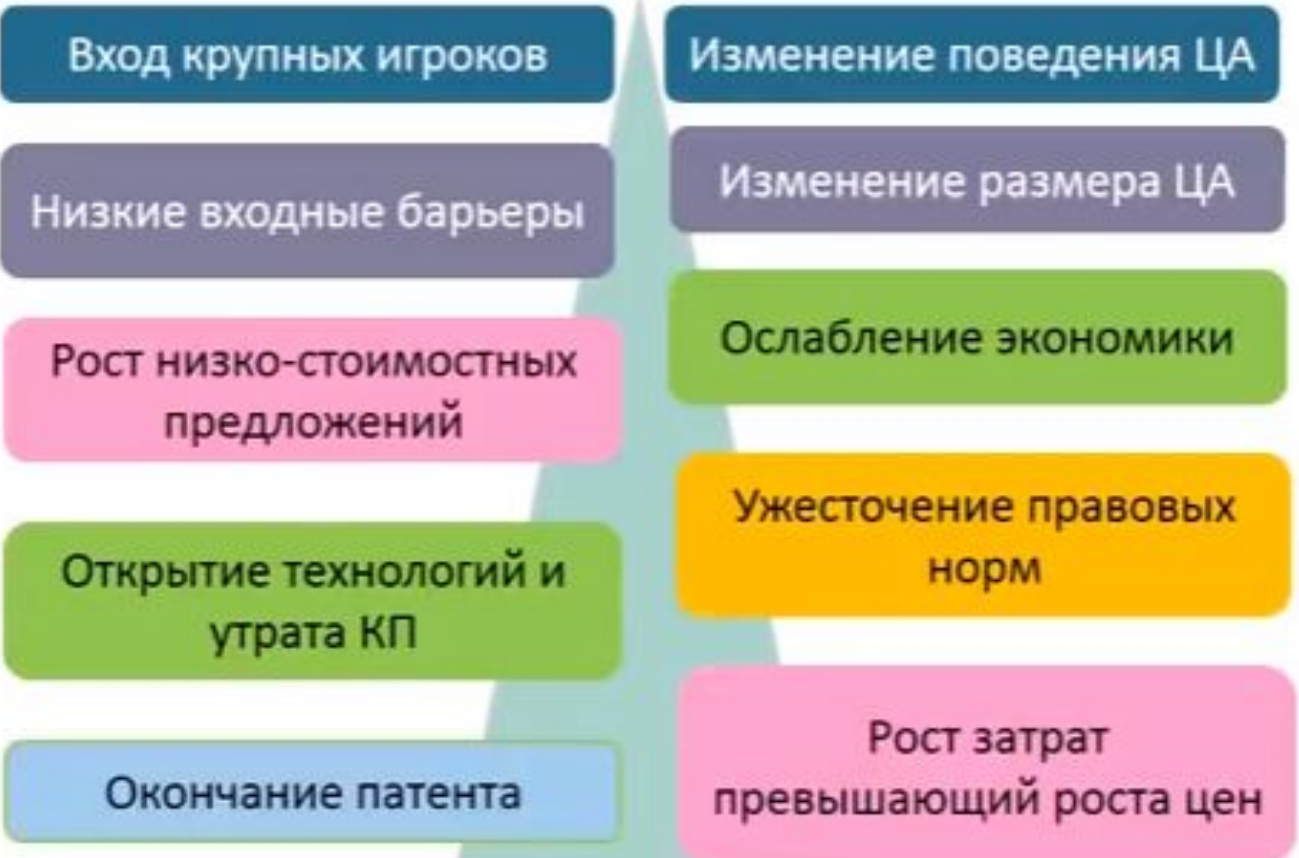 Вход крупных игроков
Низкие входные барьеры
Рост низко-стоимостных
предложений
Открытие технологий и
утрата КП
Окончание патента
Изменение поведения ЦА
Изменение размера ЦА
Ослабление экономики
Ужесточение правовых
норм
Рост затрат
превышающий роста цен